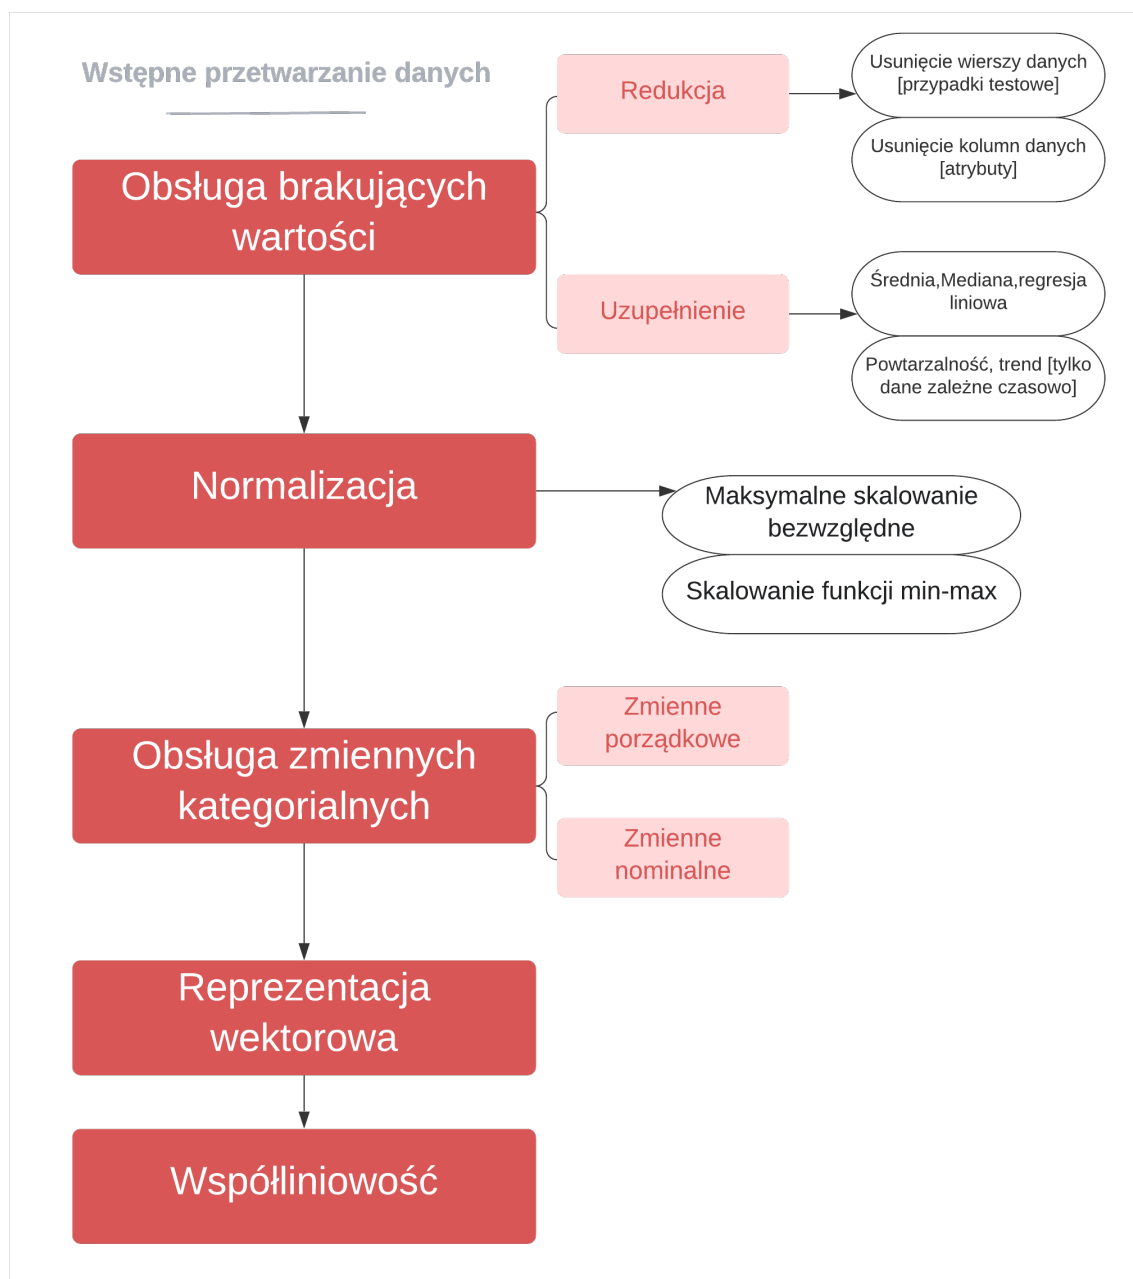 Wstępne przetwarzanie danych
Obsługa brakujących
wartości
Redukcja
Usunięcie wierszy danych
[przypadki testowe]
Usunięcie kolumn danych
[atrybuty]
Uzupełnienie
Średnia,Mediana,regresja
liniowa
Powtarzalność, trend [tylko
dane zależne czasowo]
Normalizacja
Maksymalne skalowanie
bezwzględne
Skalowanie funkcji min-max
Obsługa zmiennych
kategorialnych
Zmienne
porządkowe
Zmienne
nominalne
Reprezentacja
wektorowa
Współliniowość